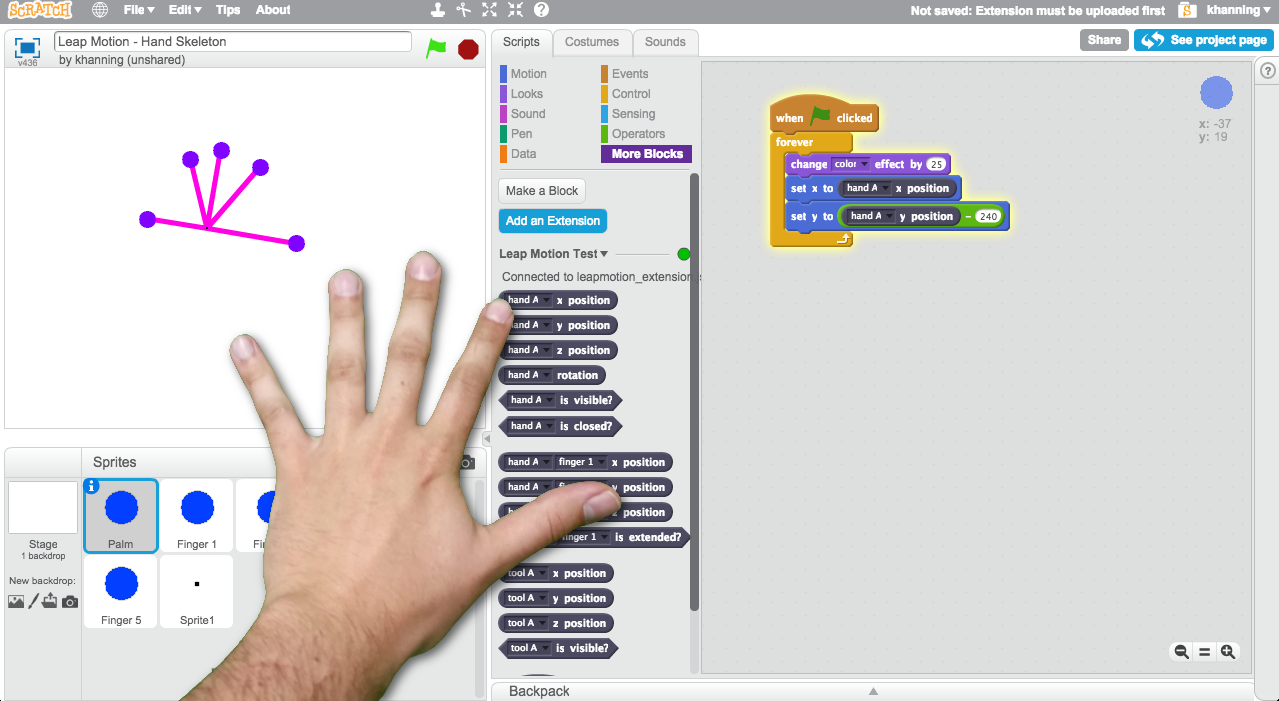 SCRATCH File Edit Tips About Not saved: Extension must be uploaded first khanning
Leap Motion - Hand Skeleton
by khanning (unshared)
v436
Scripts Costumes Sounds
Share See project page
Motion Events
Looks Control
Sound Sensing
Pen Operators
Data More Blocks
Make a Block
Add an Extension
Leap Motion Test
Connected to leapmotion_extension
hand A x position
hand A y position
hand A z position
hand A rotation
hand A is visible?
hand A is closed?
hand A finger 1 x position
hand A y position
position
finger 1 is extended?
tool A x position
tool A y position
tool A z position
tool A is visible?
when clicked
forever
change color effect by 25
set x to hand A x position
set y to hand A y position - 240
x: -37
y: 19
Sprites
Stage
1 backdrop
New backdrop:
Palm Finger 1
Finger 5 Sprite1
Backpack